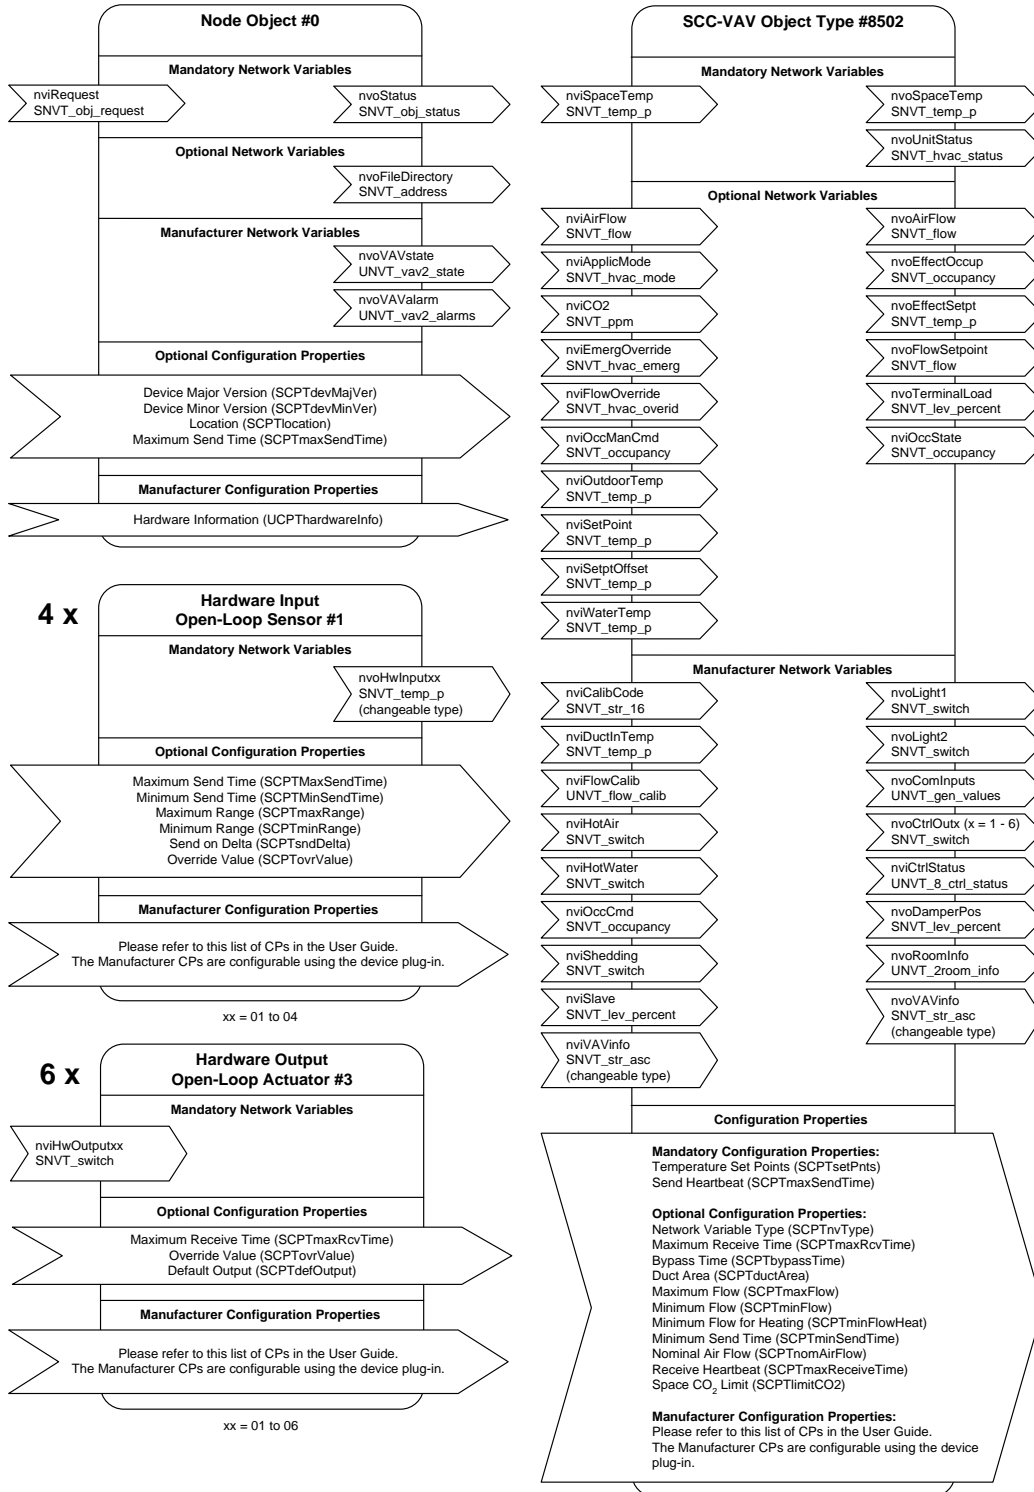 Node Object #0
Mandatory Network Variables
nviRequest
SNVT_obj_request
nvoStatus
SNVT_obj_status
Optional Network Variables
nvoFileDirectory
SNVT_address
Manufacturer Network Variables
nvoVAVstate
UNVT_vav2_state
nvoVAValarm
UNVT_vav2_alarms
Optional Configuration Properties
Device Major Version (SCPTdevMajVer)
Device Minor Version (SCPTdevMinVer)
Location (SCPTlocation)
Maximum Send Time (SCPTmaxSendTime)
Manufacturer Configuration Properties
Hardware Information (UCPThardwareInfo)
4 x
Hardware Input
Open-Loop Sensor #1
Mandatory Network Variables
nvoHwInputxx
SNVT_temp_p
(changeable type)
Optional Configuration Properties
Maximum Send Time (SCPTMaxSendTime)
Minimum Send Time (SCPTMinSendTime)
Maximum Range (SCPTmaxRange)
Minimum Range (SCPTminRange)
Send on Delta (SCPTsndDelta)
Override Value (SCPTovrValue)
Manufacturer Configuration Properties
Please refer to this list of CPs in the User Guide.
The Manufacturer CPs are configurable using the device plug-in.
xx = 01 to 04
6 x
Hardware Output
Open-Loop Actuator #3
Mandatory Network Variables
nviHwOutputxx
SNVT_switch
Optional Configuration Properties
Maximum Receive Time (SCPTmaxRcvTime)
Override Value (SCPTovrValue)
Default Output (SCPTdefOutput)
Manufacturer Configuration Properties
Please refer to this list of CPs in the User Guide.
The Manufacturer CPs are configurable using the device plug-in.
xx = 01 to 06
SCC-VAV Object Type #8502
Mandatory Network Variables
nviSpaceTemp
SNVT_temp_p
nvoSpaceTemp
SNVT_temp_p
nvoUnitStatus
SNVT_hvac_status
Optional Network Variables
nviAirFlow
SNVT_flow
nviApplicMode
SNVT_hvac_mode
nviCO2
SNVT_ppm
nviEmergOverride
SNVT_hvac_emerg
nviFlowOverride
SNVT_hvac_overid
nviOccManCmd
SNVT_occupancy
nviOutdoorTemp
SNVT_temp_p
nviSetPoint
SNVT_temp_p
nviSetptOffset
SNVT_temp_p
nviWaterTemp
SNVT_temp_p
nvoAirFlow
SNVT_flow
nvoEffectOccup
SNVT_occupancy
nvoEffectSetpt
SNVT_temp_p
nvoFlowSetpoint
SNVT_flow
nvoTerminalLoad
SNVT_lev_percent
nviOccState
SNVT_occupancy
Manufacturer Network Variables
nviCalibCode
SNVT_str_16
nviDuctInTemp
SNVT_temp_p
nviFlowCalib
UNVT_flow_calib
nviHotAir
SNVT_switch
nviHotWater
SNVT_switch
nviOccCmd
SNVT_occupancy
nviShedding
SNVT_switch
nviSlave
SNVT_lev_percent
nviVAVinfo
SNVT_str_asc
(changeable type)
nvoLight1
SNVT_switch
nvoLight2
SNVT_switch
nvoComInputs
UNVT_gen_values
nvoCtrlOutx (x = 1 - 6)
SNVT_switch
nviCtrlStatus
UNVT_8_ctrl_status
nvoDamperPos
SNVT_lev_percent
nvoRoomInfo
UNVT_2room_info
nvoVAVinfo
SNVT_str_asc
(changeable type)
Configuration Properties
Mandatory Configuration Properties:
Temperature Set Points (SCPTsetPnts)
Send Heartbeat (SCPTmaxSendTime)
Optional Configuration Properties:
Network Variable Type (SCPTnvType)
Maximum Receive Time (SCPTmaxRcvTime)
Bypass Time (SCPTbypassTime)
Duct Area (SCPTductArea)
Maximum Flow (SCPTmaxFlow)
Minimum Flow (SCPTminFlow)
Minimum Flow for Heating (SCPTminFlowHeat)
Minimum Send Time (SCPTminSendTime)
Nominal Air Flow (SCPTnomAirFlow)
Receive Heartbeat (SCPTmaxReceiveTime)
Space CO2 Limit (SCPTlimitCO2)
Manufacturer Configuration Properties:
Please refer to this list of CPs in the User Guide.
The Manufacturer CPs are configurable using the device
plug-in.